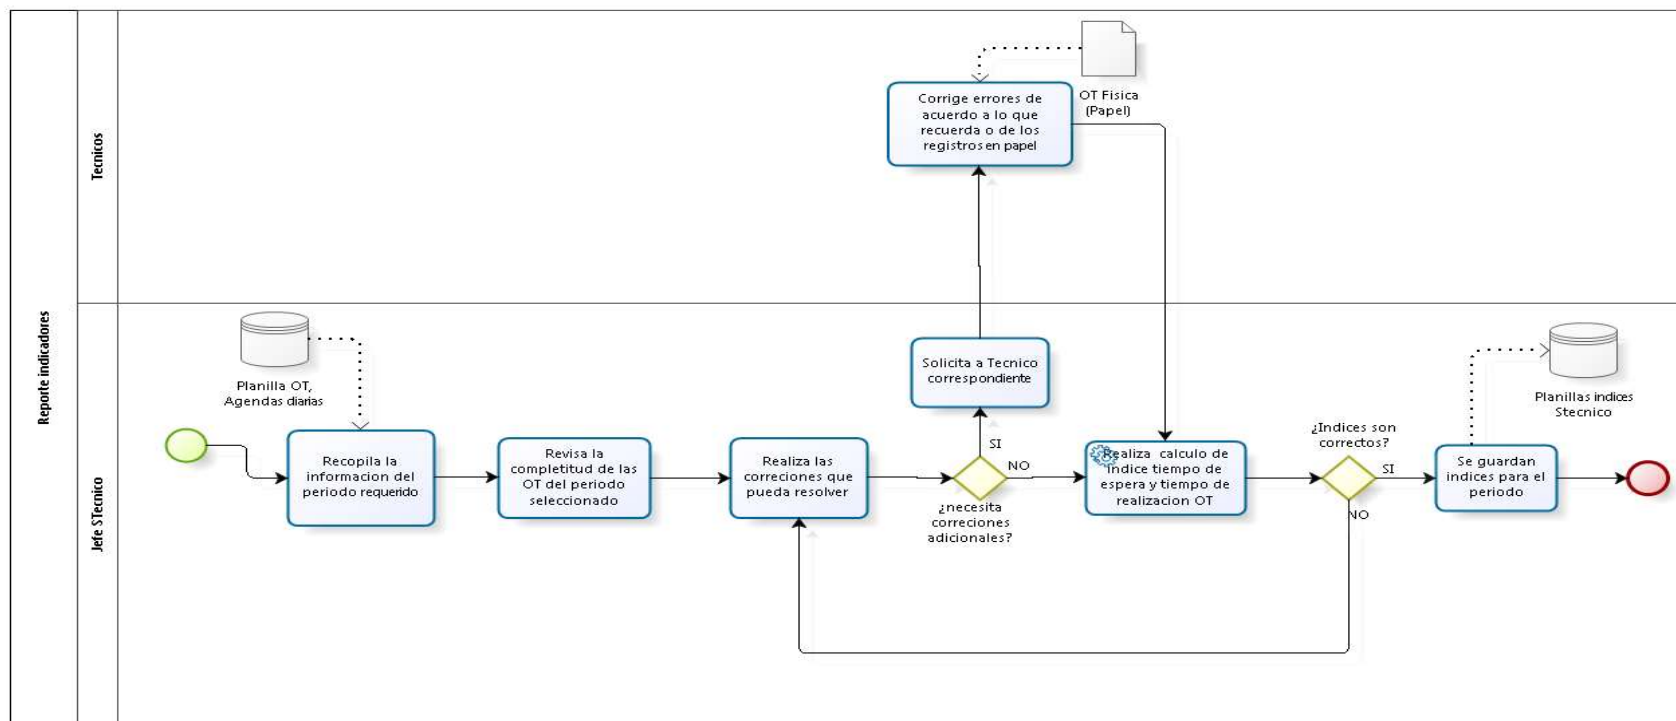 Reporte indicadores
Tecnicos
Corrige errores de
acuerdo a lo que
recuerda o de los
registros en papel
OT Fisica
(Papel)
Jefe STecnico
Planilla OT,
Agendas diarias
Recopila la
informacion del
periodo requerido
Revisa la
completitud de las
OT del periodo
seleccionado
Realiza las
correciones que
pueda resolver
Solicita a Tecnico
correspondiente
SI
NO
¿necesita
correciones
adicionales?
Realiza calculo de
indice tiempo de
espera y tiempo de
realizacion OT
¿Indices son
correctos?
SI
NO
Se guardan
indices para el
periodo
Planillas indices
Stecnico